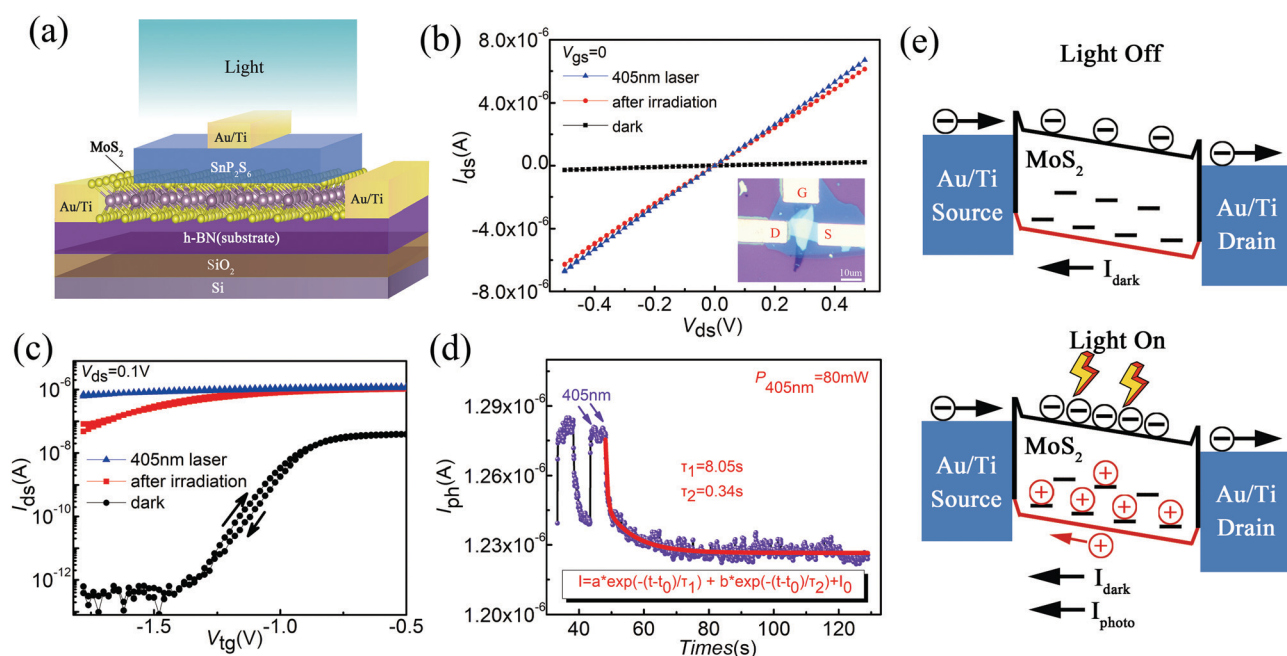 (a)
Light
Au/Ti
MoS2
SnP2S6
Au/Ti
Au/Ti
h-BN(substrate)
SiO2
Si
(b)
8.0x10-6
4.0x10-6
0.0
-4.0x10-6
-8.0x10-6
Ids(A)
Vgs=0
405nm laser
after irradiation
dark
G
D
S
10um
-0.4
-0.2
0.0
0.2
0.4
Vds(V)
(c)
10-6
10-8
10-10
10-12
Ids(A)
Vds=0.1V
405nm laser
after irradiation
dark
-1.5
-1.0
-0.5
Vtg(V)
(d)
1.29x10-6
1.26x10-6
1.23x10-6
1.20x10-6
Iph(A)
405nm
P405nm=80mW
τ1=8.05s
τ2=0.34s
I=a*exp(-(t-t0)/τ1) + b*exp(-(t-t0)/τ2)+I0
40
60
80
100
120
Times(s)
(e)
Light Off
MoS2
Au/Ti
Source
Au/Ti
Drain
Idark
Light On
MoS2
Au/Ti
Source
Au/Ti
Drain
Idark
Iphoto